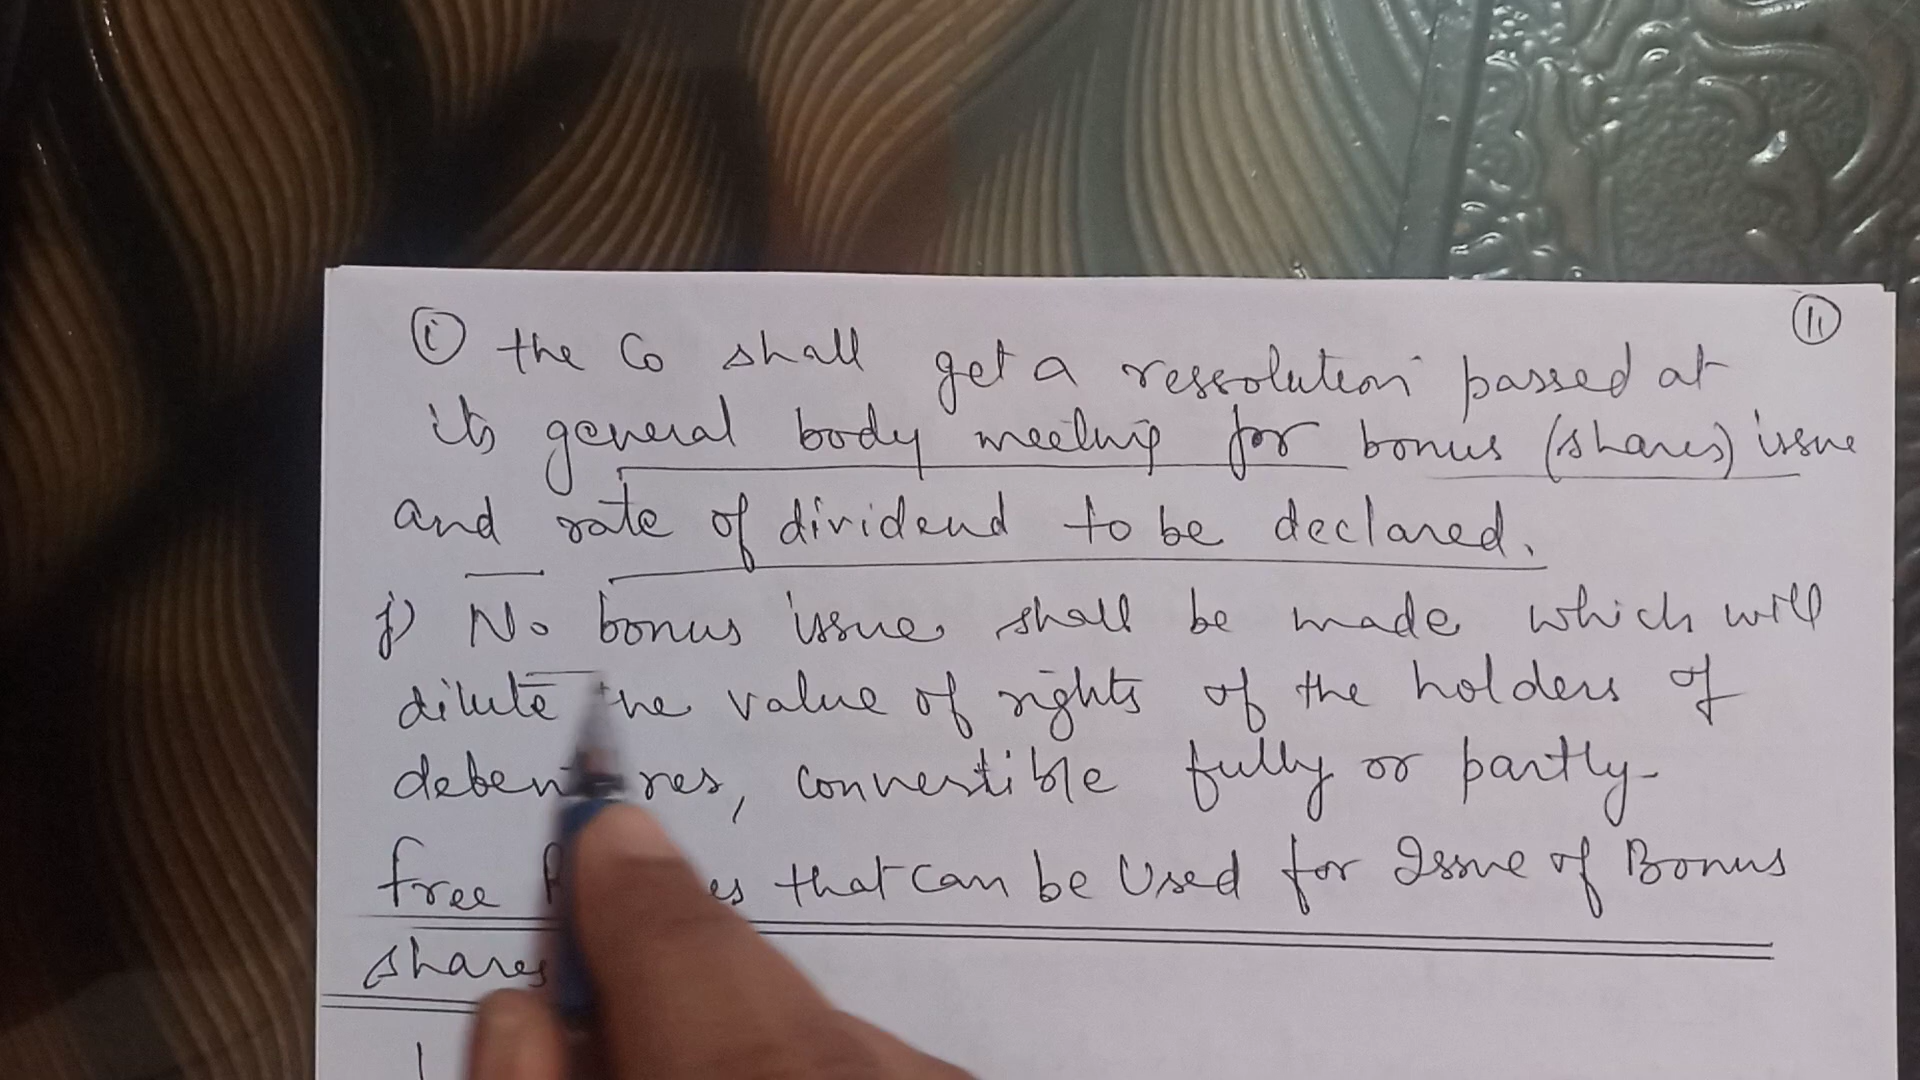 (i) the Co shall get a ressolution passed at
(11)
its general body meeting for bonus (shares) issue
and rate of dividend to be declared.
j) No bonus issue shall be made which will
dilute the value of rights of the holders of
debentures, convertible fully or partly
free that can be Used for Issue of Bonus
shares